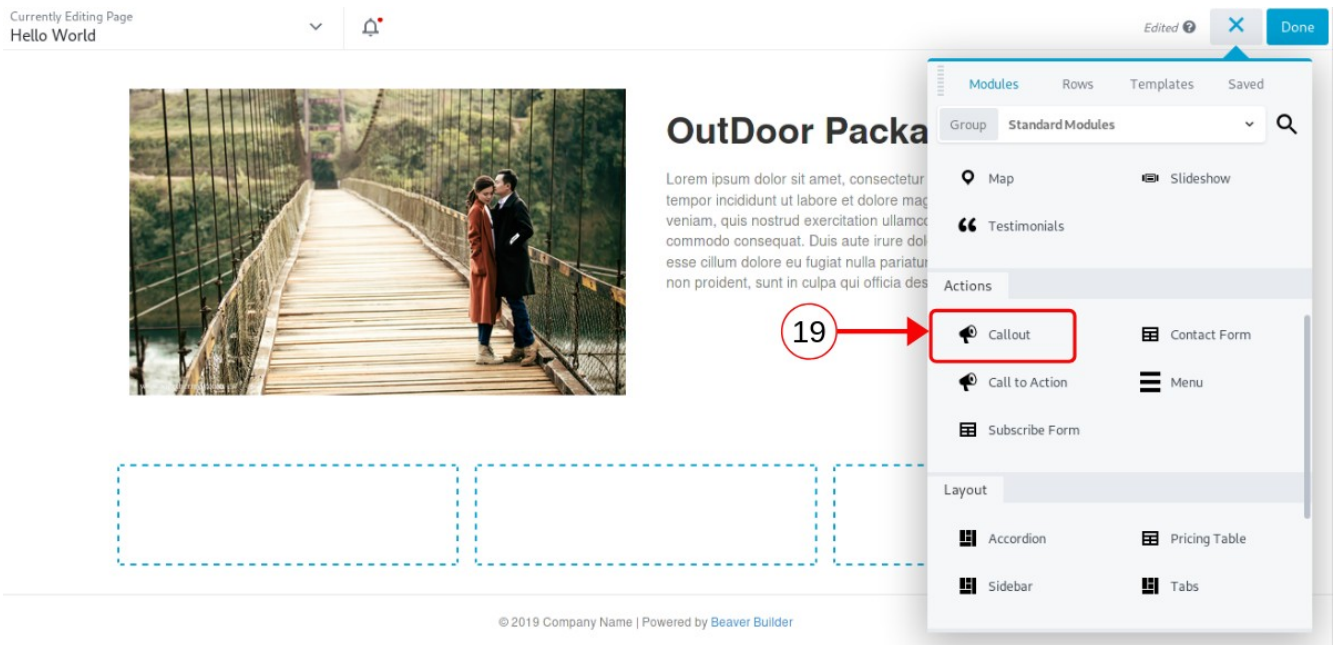 Currently Editing Page
Hello World
Edited
Done
Modules Rows Templates Saved
Group Standard Modules
Map Slideshow
Testimonials
Actions
Callout Contact Form
Call to Action Menu
Subscribe Form
Layout
Accordion Pricing Table
Sidebar Tabs
OutDoor Packa
Lorem ipsum dolor sit amet, consectetur
tempor incididunt ut labore et dolore mag
veniam, quis nostrud exercitation ullamco
commodo consequat. Duis aute irure dol
esse cillum dolore eu fugiat nulla pariatur
non proident, sunt in culpa qui officia des
19
© 2019 Company Name | Powered by Beaver Builder